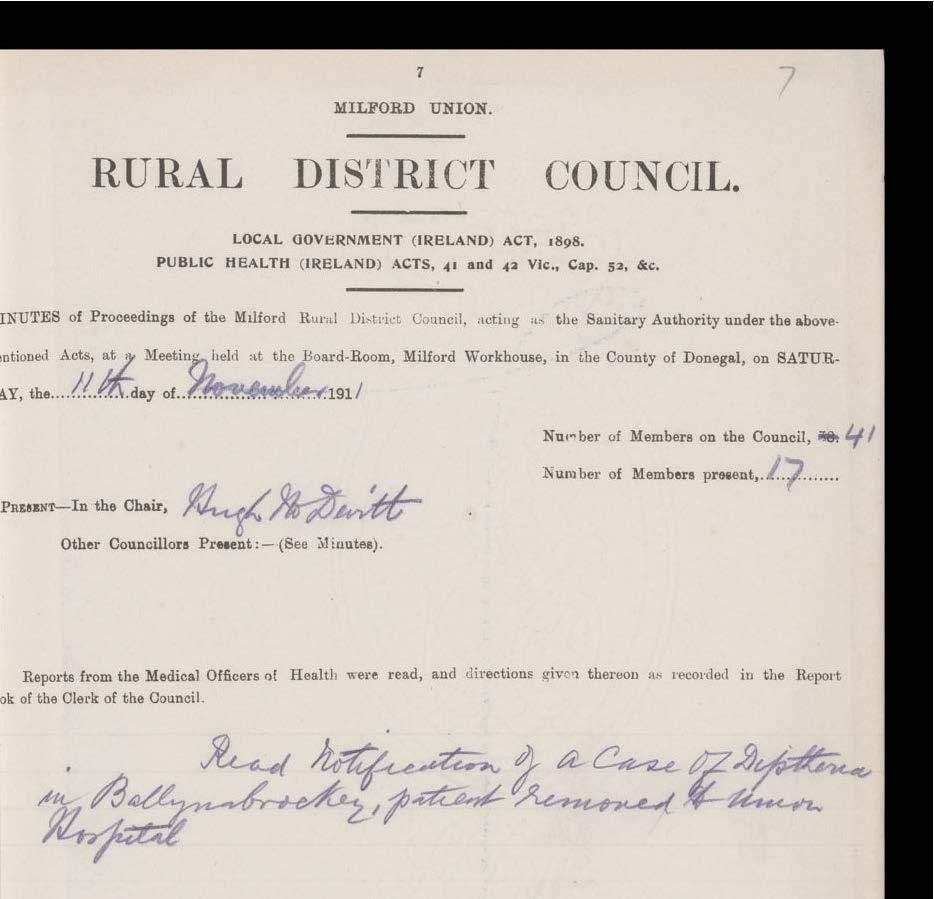 7
7
MILFORD UNION.
RURAL DISTRICT COUNCIL.
LOCAL GOVERNMENT (IRELAND) ACT, 1898.
PUBLIC HEALTH (IRELAND) ACTS, 41 and 42 Vic., Cap. 52, &c.
INUTES of Proceedings of the Milford Rural District Council, acting as the Sanitary Authority under the above-
ntioned Acts, at a Meeting held at the Board-Room, Milford Workhouse, in the County of Donegal, on SATUR-
AY, the....11th....day of....November....1911
Number of Members on the Council, 41
Number of Members present,..17..........
PRESENT—In the Chair, Hugh McDevitt
Other Councillors Present:—(See Minutes).
Reports from the Medical Officers of Health were read, and directions given thereon as recorded in the Report
ok of the Clerk of the Council.
Read Notification of a Case of Diptheria
in Ballynabrockey, patient removed to Union
Hospital